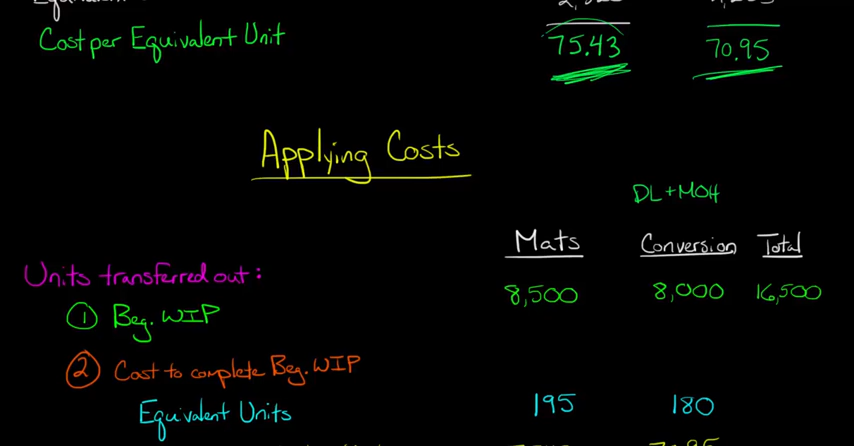 Cost per Equivalent Unit 75.43 70.95
Applying Costs
DL + MOH
Mats Conversion Total
Units transferred out:
8,500 8,000 16,500
① Beg. WIP
② Cost to complete Beg. WIP
Equivalent Units 195 180